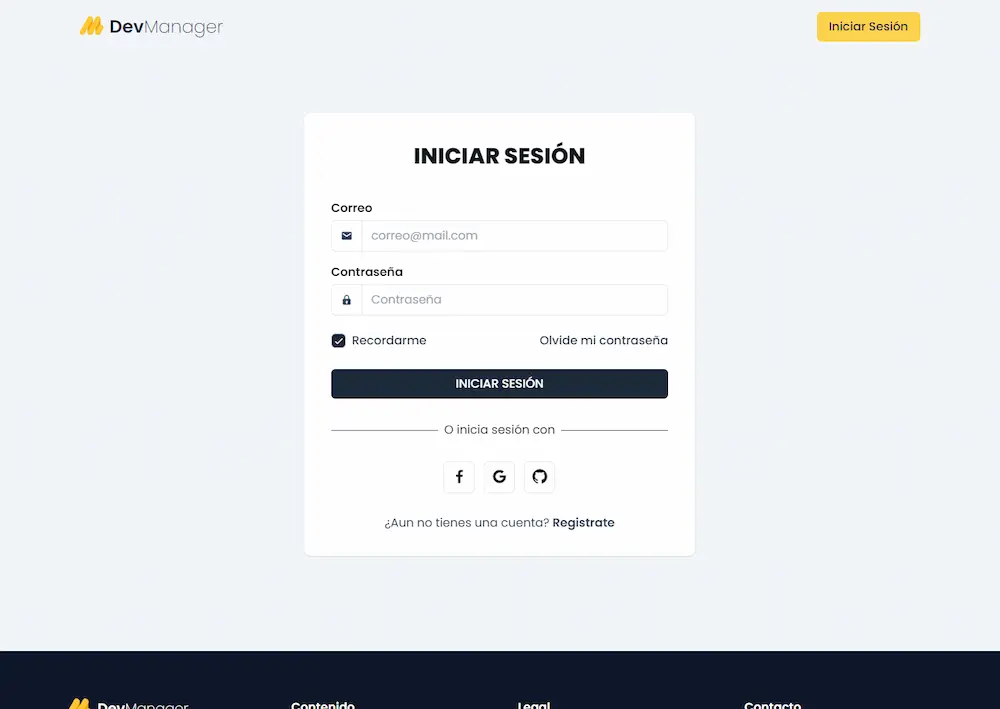 DevManager
Iniciar Sesión
INICIAR SESIÓN
Correo
correo@mail.com
Contraseña
Contraseña
Recordarme
Olvide mi contraseña
INICIAR SESIÓN
O inicia sesión con
¿Aun no tienes una cuenta? Registrate
DevManager
Contenido
Legal
Contacto